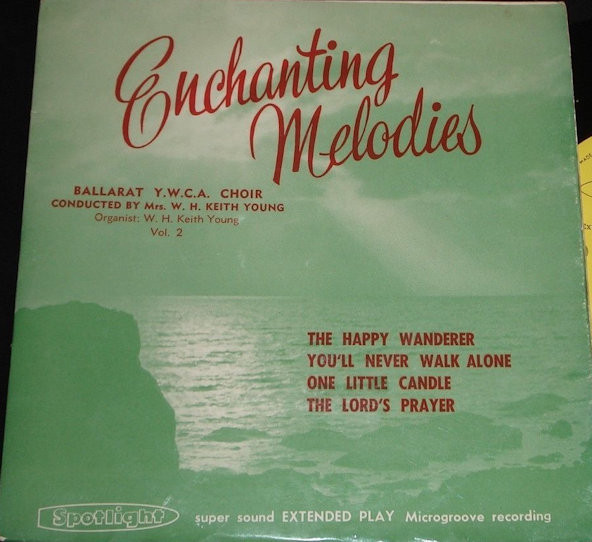 Enchanting
Melodies
BALLARAT Y.W.C.A. CHOIR
CONDUCTED BY Mrs. W. H. KEITH YOUNG
Organist: W. H. Keith Young
Vol. 2
THE HAPPY WANDERER
YOU'LL NEVER WALK ALONE
ONE LITTLE CANDLE
THE LORD'S PRAYER
Spotlight super sound EXTENDED PLAY Microgroove recording